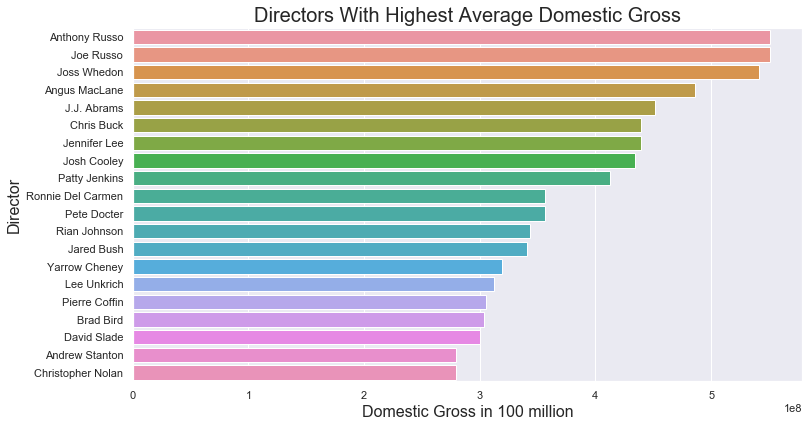 Directors With Highest Average Domestic Gross
Director
Anthony Russo
Joe Russo
Joss Whedon
Angus MacLane
J.J. Abrams
Chris Buck
Jennifer Lee
Josh Cooley
Patty Jenkins
Ronnie Del Carmen
Pete Docter
Rian Johnson
Jared Bush
Yarrow Cheney
Lee Unkrich
Pierre Coffin
Brad Bird
David Slade
Andrew Stanton
Christopher Nolan
0 1 2 3 4 5
1e8
Domestic Gross in 100 million